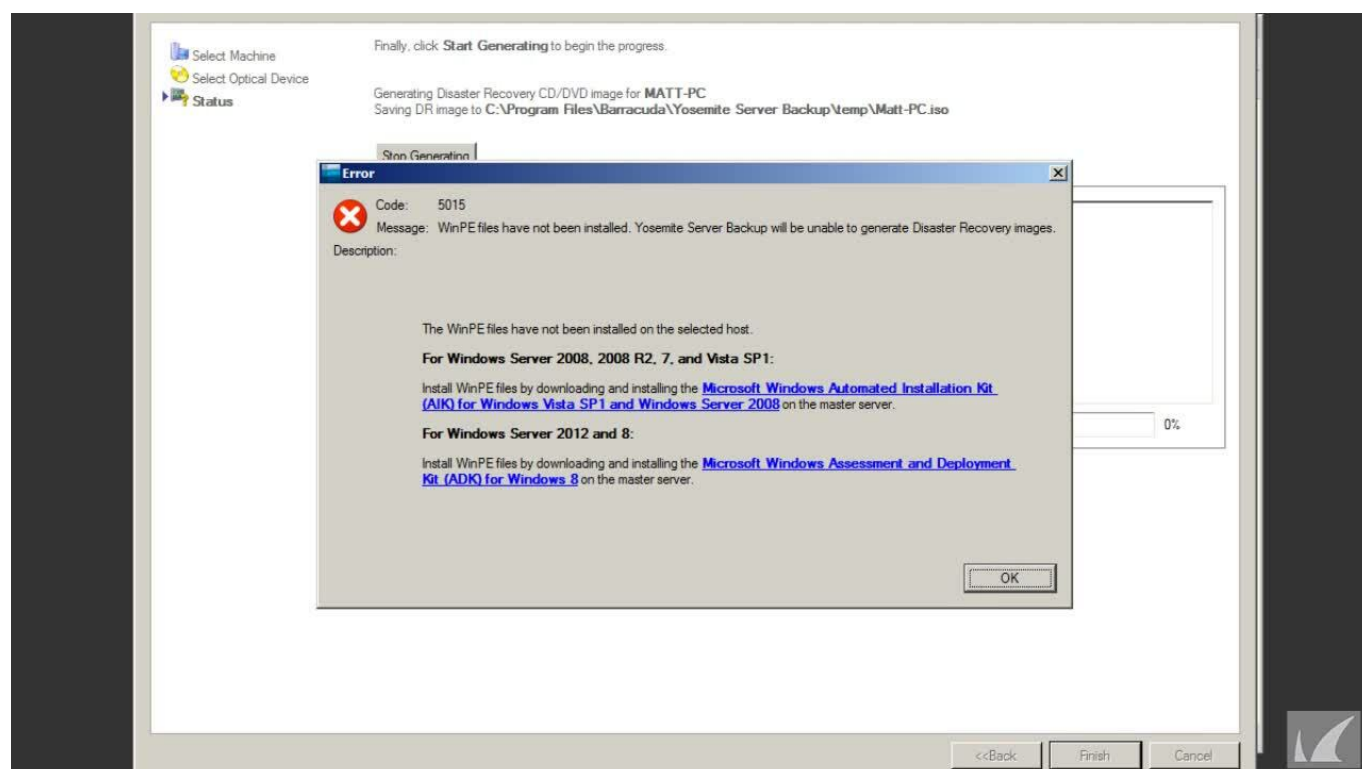 Select Machine
Select Optical Device
Status
Finally, click Start Generating to begin the progress.
Generating Disaster Recovery CD/DVD image for MATT-PC
Saving DR image to C:\Program Files\Barracuda\Yosemite Server Backup\temp\Matt-PC.iso
Stop Generating
Error
Code: 5015
Message: WinPE files have not been installed. Yosemite Server Backup will be unable to generate Disaster Recovery images.
Description:
The WinPE files have not been installed on the selected host.
For Windows Server 2008, 2008 R2, 7, and Vista SP1:
Install WinPE files by downloading and installing the Microsoft Windows Automated Installation Kit
(AIK) for Windows Vista SP1 and Windows Server 2008 on the master server.
For Windows Server 2012 and 8:
Install WinPE files by downloading and installing the Microsoft Windows Assessment and Deployment
Kit (ADK) for Windows 8 on the master server.
0%
OK
<<Back Finish Cancel